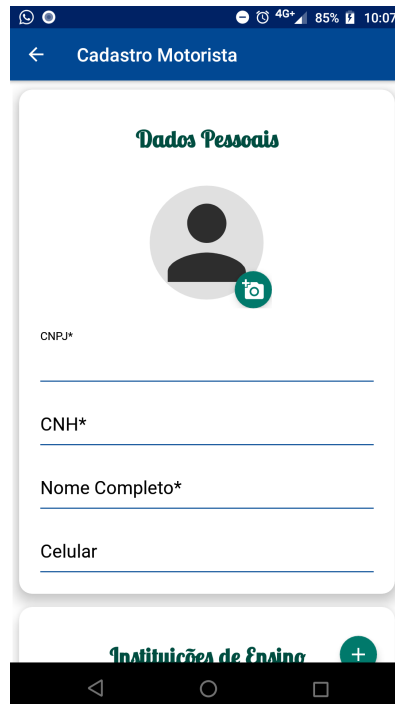 4G+ 85% 10:07
Cadastro Motorista
Dados Pessoais
CNPJ*
CNH*
Nome Completo*
Celular
Instituições de Ensino
+